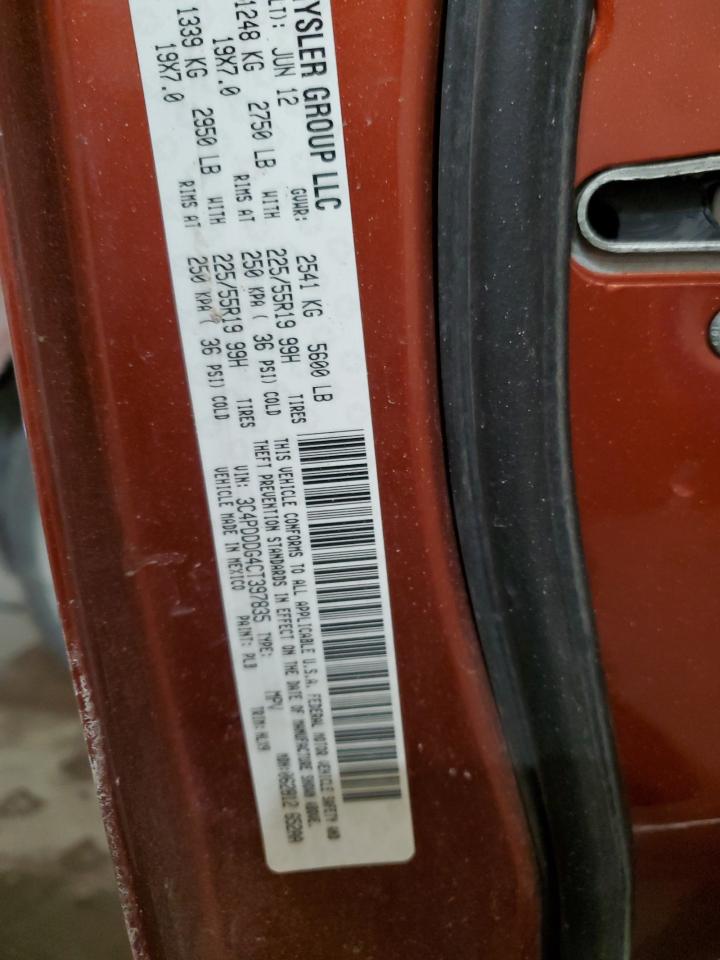 YSLER GROUP LLC
LT): JUN 12 GVWR: 2541 KG 5600 LB
1248 KG 2750 LB WITH 225/55R19 99H TIRES
19X7.0 RIMS AT 250 KPA ( 36 PSI) COLD
1339 KG 2950 LB WITH 225/55R19 99H TIRES
19X7.0 RIMS AT 250 KPA ( 36 PSI) COLD
THIS VEHICLE CONFORMS TO ALL APPLICABLE U.S.A. FEDERAL MOTOR VEHICLE SAFETY AND
THEFT PREVENTION STANDARDS IN EFFECT ON THE DATE OF MANUFACTURE SHOWN ABOVE.
VIN: 3C4PDDDG4CT397835 TYPE: MPV MDH:062812
VEHICLE MADE IN MEXICO PAINT: TRIM: